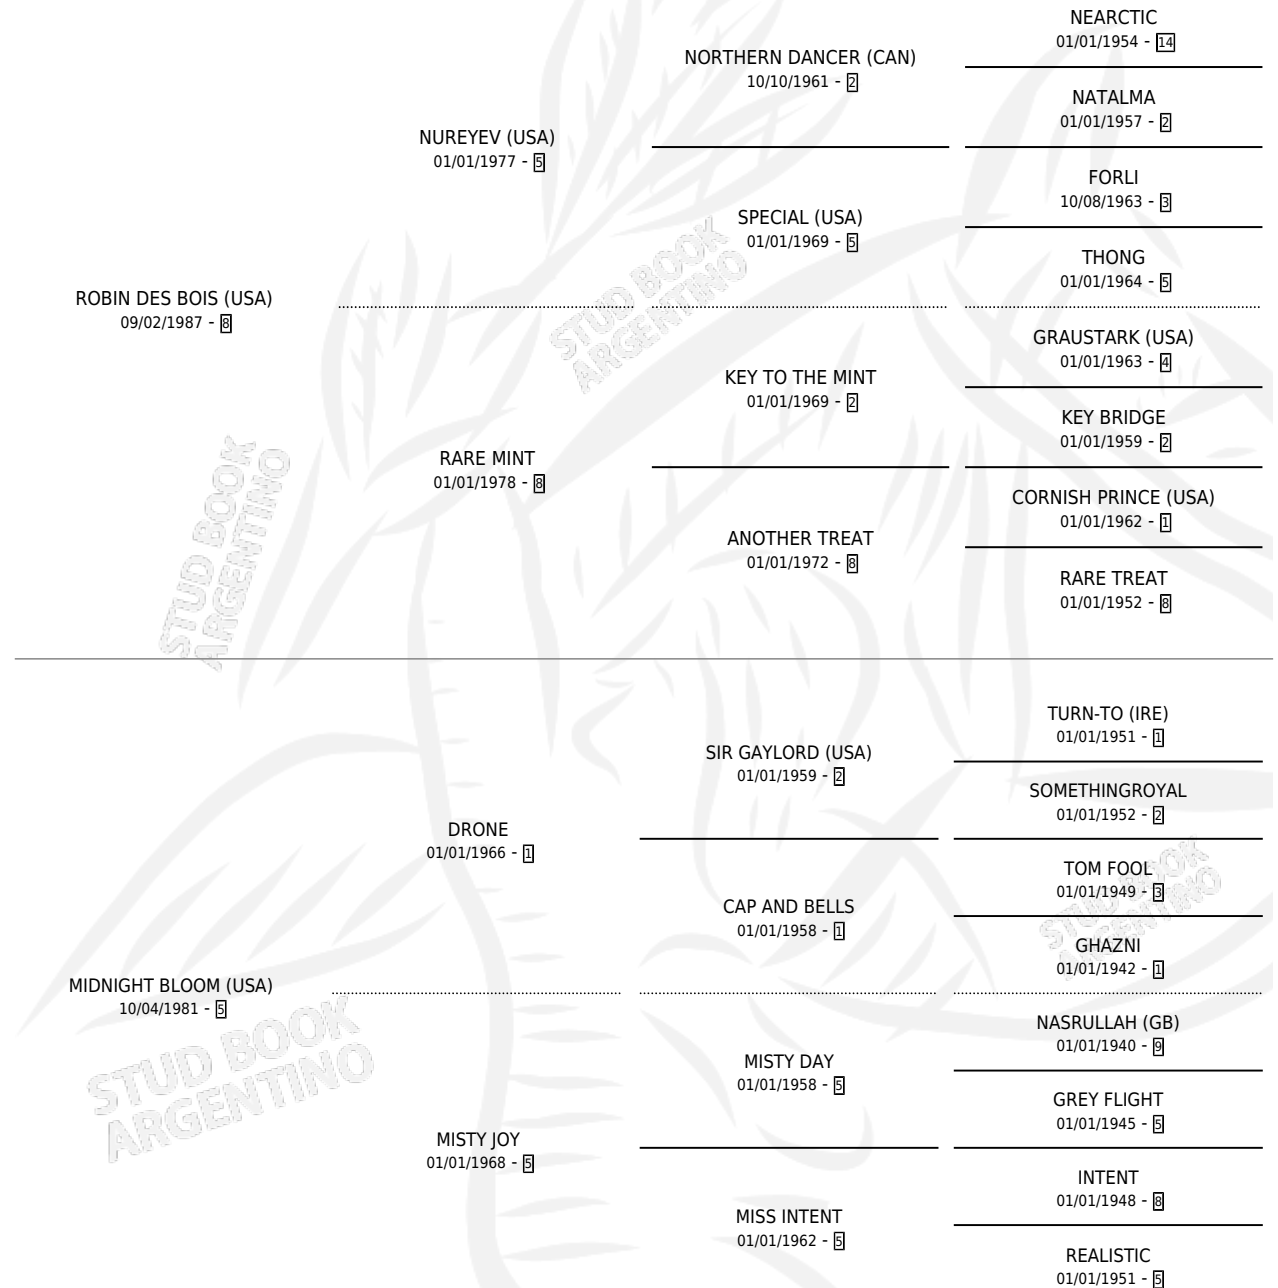 NEARCTIC
01/01/1954 - 14
NORTHERN DANCER (CAN)
10/10/1961 - 2
NATALMA
01/01/1957 - 2
NUREYEV (USA)
01/01/1977 - 5
FORLI
10/08/1963 - 3
SPECIAL (USA)
01/01/1969 - 5
THONG
01/01/1964 - 5
ROBIN DES BOIS (USA)
09/02/1987 - 8
GRAUSTARK (USA)
01/01/1963 - 4
KEY TO THE MINT
01/01/1969 - 2
KEY BRIDGE
01/01/1959 - 2
RARE MINT
01/01/1978 - 8
CORNISH PRINCE (USA)
01/01/1962 - 1
ANOTHER TREAT
01/01/1972 - 8
RARE TREAT
01/01/1952 - 8
TURN-TO (IRE)
01/01/1951 - 1
SIR GAYLORD (USA)
01/01/1959 - 2
SOMETHINGROYAL
01/01/1952 - 2
DRONE
01/01/1966 - 1
TOM FOOL
01/01/1949 - 3
CAP AND BELLS
01/01/1958 - 1
GHAZNI
01/01/1942 - 1
MIDNIGHT BLOOM (USA)
10/04/1981 - 5
NASRULLAH (GB)
01/01/1940 - 9
MISTY DAY
01/01/1958 - 5
GREY FLIGHT
01/01/1945 - 5
MISTY JOY
01/01/1968 - 5
INTENT
01/01/1948 - 8
MISS INTENT
01/01/1962 - 5
REALISTIC
01/01/1951 - 5
STUD BOOK
ARGENTINO
STUD BOOK
ARGENTINO
STUD BOOK
ARGENTINO
STUD BOOK
ARGENTINO